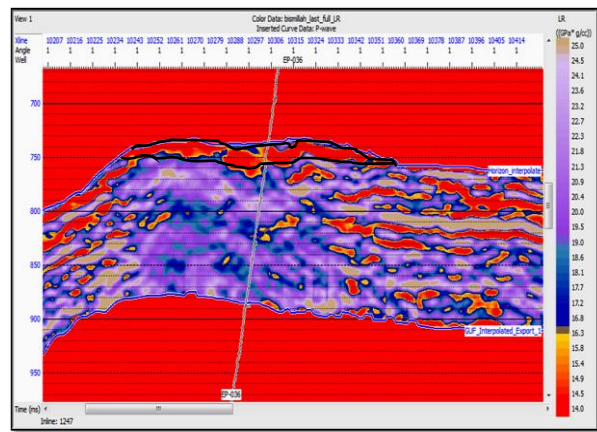 View 1
Color Data: bismillah_last_full_LR
Inserted Curve Data: P-wave
LR
Xline 10207 10216 10225 10234 10243 10252 10261 10270 10279 10288 10297 10306 10315 10324 10333 10342 10351 10360 10369 10378 10387 10396 10405 10414
((GPa* g/cc))
Angle 1 1 1 1 1 1 1 1 1 1 1 1 1 1 1 1 1 1 1 1 1 1 1 1
Well EP-036
700
750
800
850
900
950
Horizon_interpolate
GUF_Interpolated_Export_1
EP-036
Time (ms)
Inline: 1247
25.0
24.5
24.1
23.6
23.2
22.7
22.3
21.8
21.3
20.9
20.4
20.0
19.5
19.0
18.6
18.1
17.7
17.2
16.8
16.3
15.8
15.4
14.9
14.5
14.0